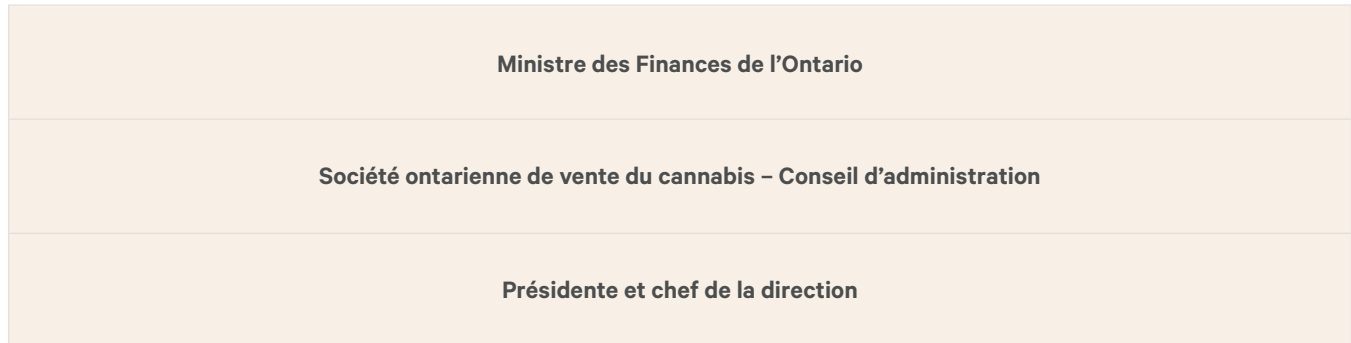 Ministre des Finances de l’Ontario
Société ontarienne de vente du cannabis – Conseil d’administration
Présidente et chef de la direction